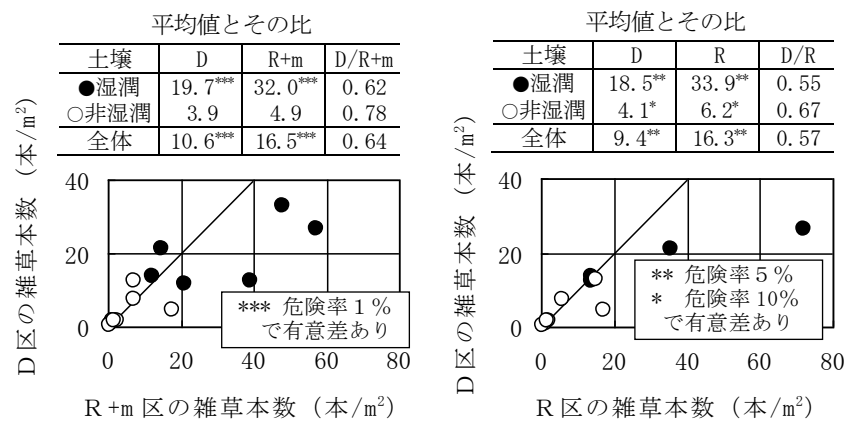 平均値とその比
土壌 D R+m D/R+m
●湿潤 19.7*** 32.0*** 0.62
○非湿潤 3.9 4.9 0.78
全体 10.6*** 16.5*** 0.64
D区の雑草本数（本/m²）
40
20
0
0 20 40 60 80
*** 危険率1%
で有意差あり
R+m区の雑草本数（本/m²）
平均値とその比
土壌 D R D/R
●湿潤 18.5** 33.9** 0.55
○非湿潤 4.1* 6.2* 0.67
全体 9.4** 16.3** 0.57
D区の雑草本数（本/m²）
40
20
0
0 20 40 60 80
** 危険率5%
* 危険率10%
で有意差あり
R区の雑草本数（本/m²）